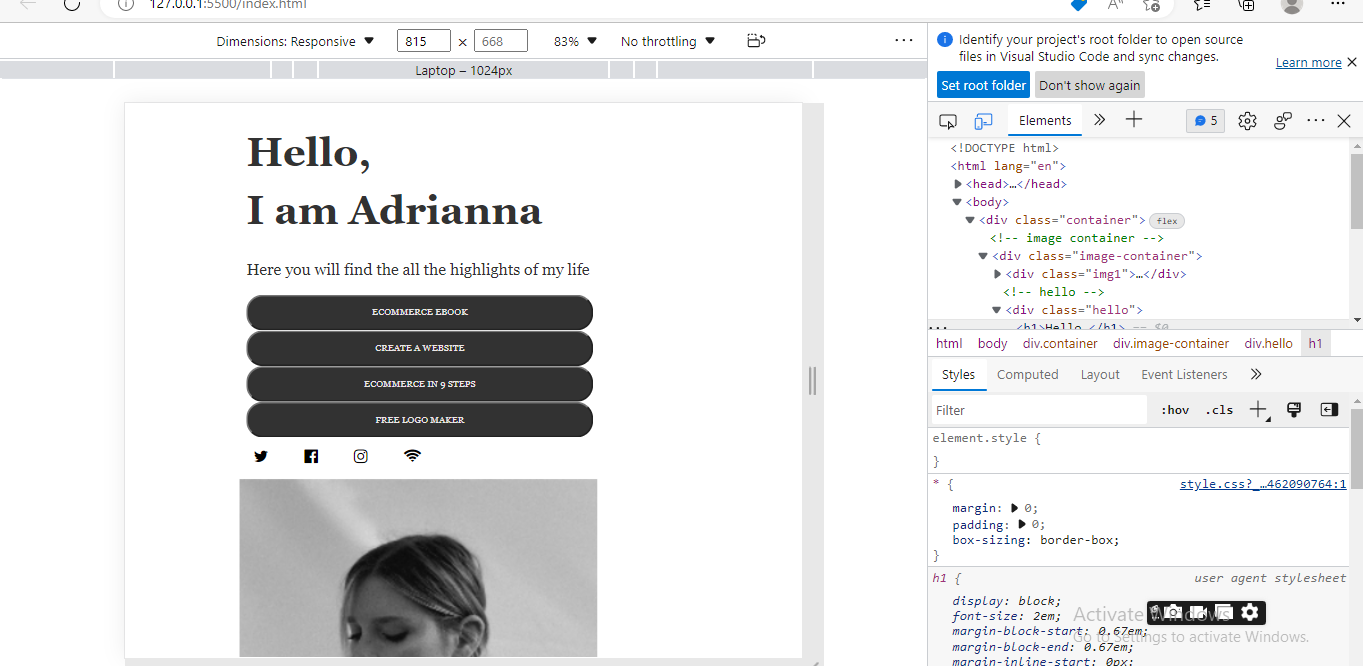 127.0.0.1:5500/index.html
Dimensions: Responsive 815 × 668 83% No throttling ...
Laptop – 1024px
Hello,
I am Adrianna
Here you will find the all the highlights of my life
ECOMMERCE EBOOK
CREATE A WEBSITE
ECOMMERCE IN 9 STEPS
FREE LOGO MAKER
Identify your project's root folder to open source
files in Visual Studio Code and sync changes.
Learn more
Set root folder Don't show again
Elements 5
<!DOCTYPE html>
<html lang="en">
<head>…</head>
<body>
<div class="container"> flex
<!-- image container -->
<div class="image-container">
<div class="img1">…</div>
<!-- hello -->
<div class="hello">
<h1>Hello,</h1> == $0
html body div.container div.image-container div.hello h1
Styles Computed Layout Event Listeners
Filter :hov .cls
element.style {
}
* { style.css?_…462090764:1
margin: 0;
padding: 0;
box-sizing: border-box;
}
h1 { user agent stylesheet
display: block;
font-size: 2em;
margin-block-start: 0.67em;
margin-block-end: 0.67em;
margin-inline-start: 0px;
Activate Windows
Go to Settings to activate Windows.